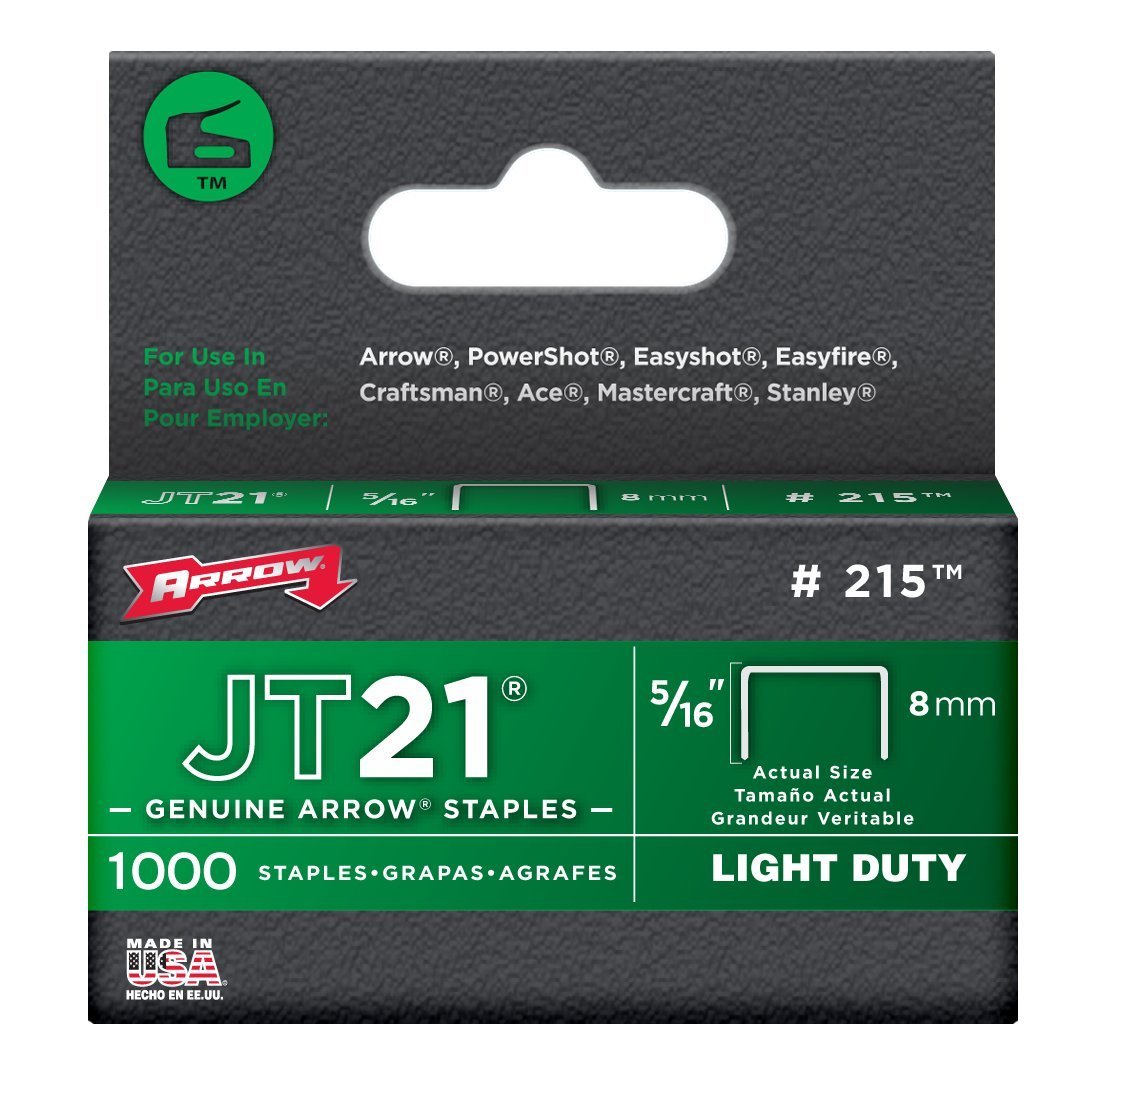 TM
For Use In
Para Uso En
Pour Employer:
Arrow®, PowerShot®, Easyshot®, Easyfire®,
Craftsman®, Ace®, Mastercraft®, Stanley®
JT21® 5/16" 8mm # 215™
ARROW®
# 215™
JT21®
GENUINE ARROW® STAPLES
5/16" 8mm
Actual Size
Tamaño Actual
Grandeur Veritable
1000 STAPLES•GRAPAS•AGRAFES
LIGHT DUTY
MADE IN
USA®
HECHO EN EE.UU.